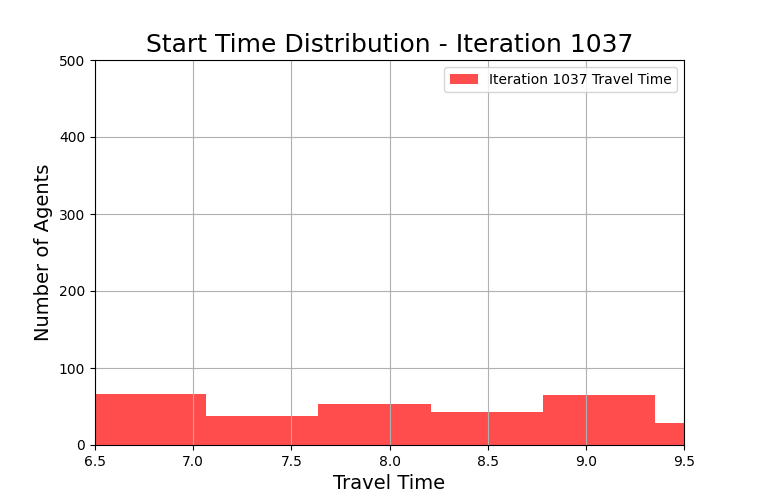 Start Time Distribution - Iteration 1037
500
400
300
200
100
0
Number of Agents
Iteration 1037 Travel Time
6.5 7.0 7.5 8.0 8.5 9.0 9.5
Travel Time